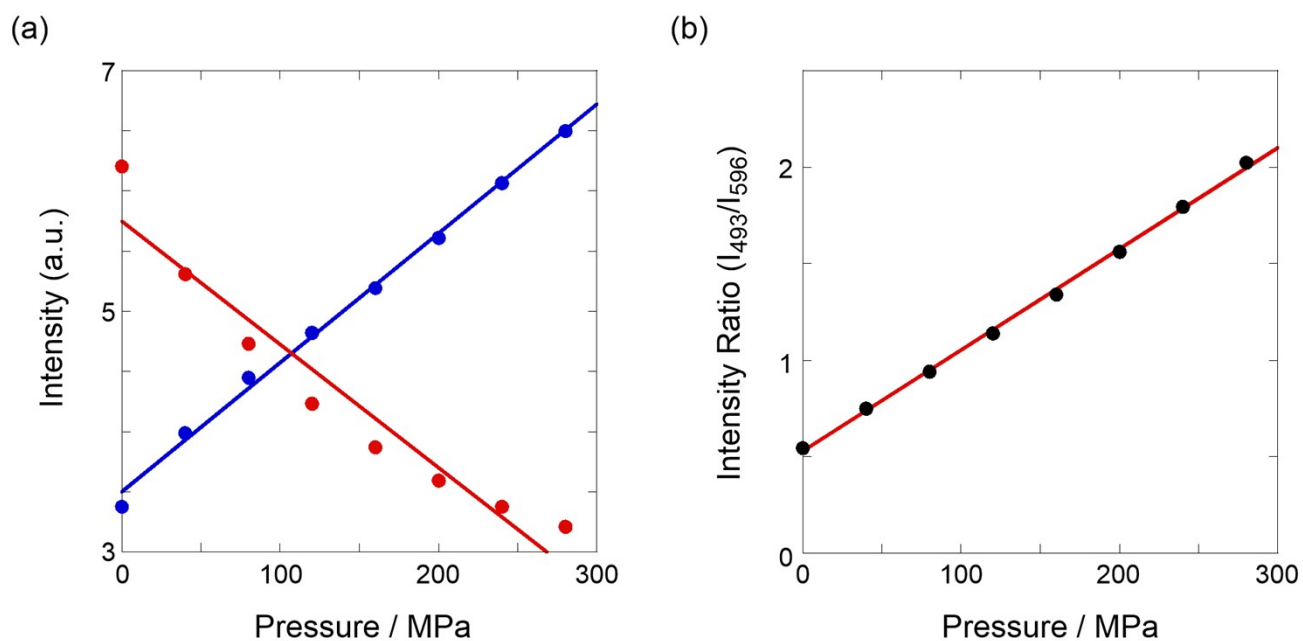 (a)
7
5
3
Intensity (a.u.)
0 100 200 300
Pressure / MPa
(b)
2
1
0
Intensity Ratio (I493/I596)
0 100 200 300
Pressure / MPa